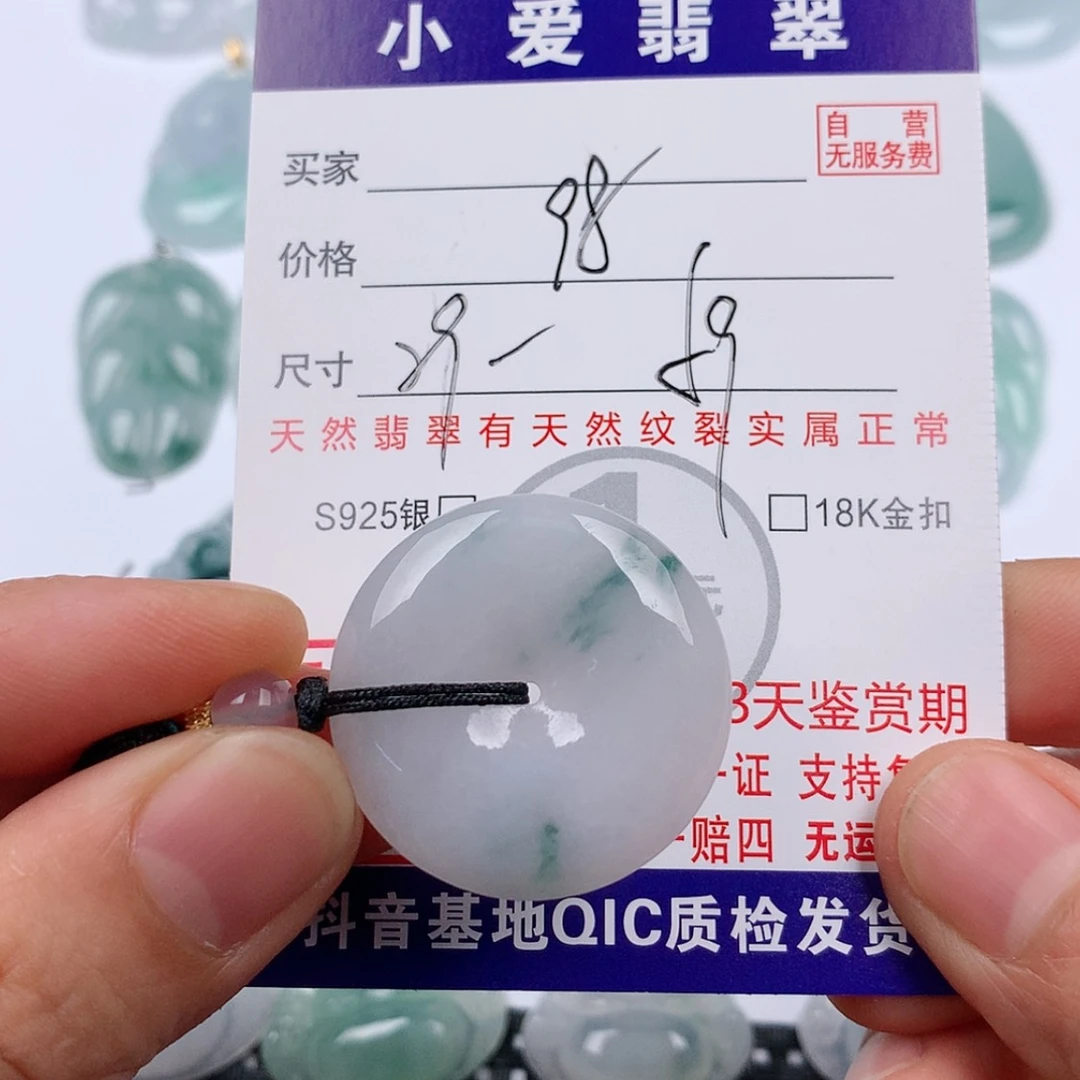 小爱翡翠
自营
无服务费
买家
98
价格
尺寸
天然翡翠有天然纹裂实属正常
S925银□
□18K金扣
3天鉴赏期
证 支持
赔四 无运
抖音基地QIC质检发货